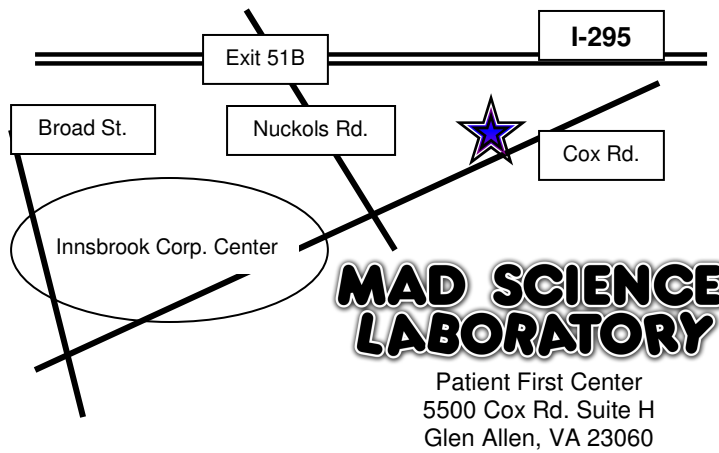 I-295
Exit 51B
Broad St.
Nuckols Rd.
Cox Rd.
Innsbrook Corp. Center
MAD SCIENCE
LABORATORY
Patient First Center
5500 Cox Rd. Suite H
Glen Allen, VA 23060